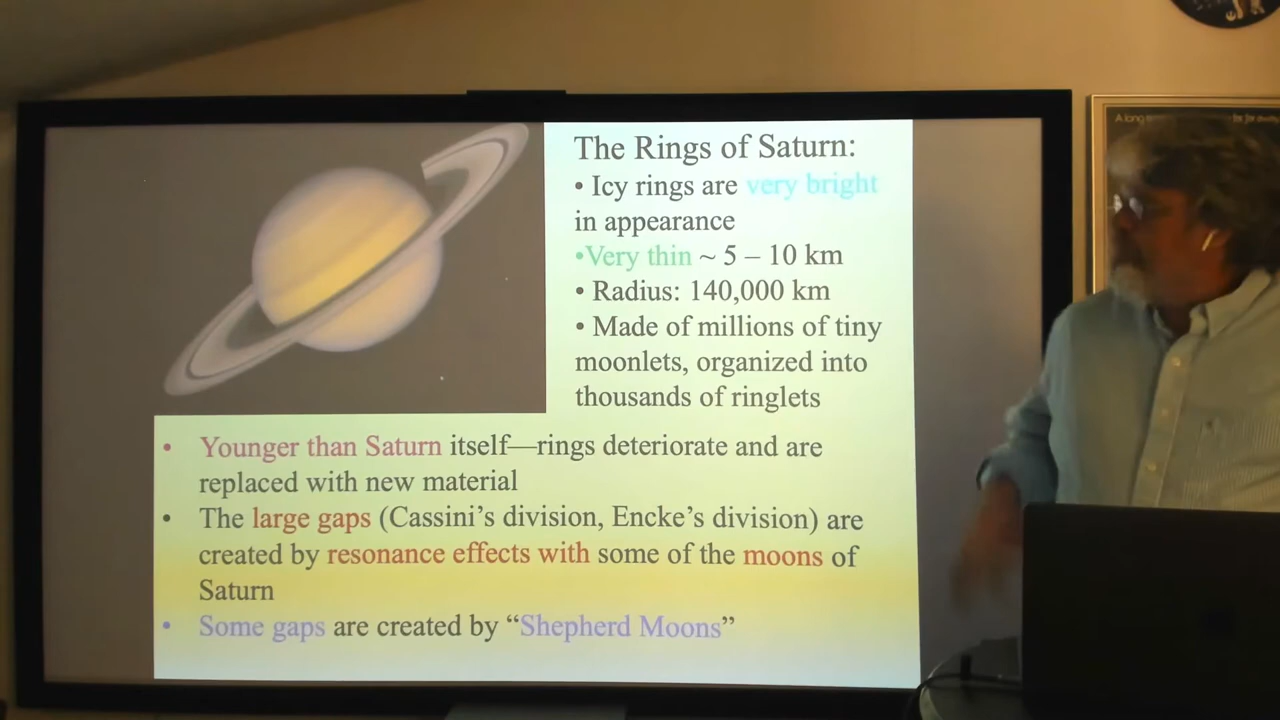 The Rings of Saturn:
• Icy rings are very bright
in appearance
•Very thin ~ 5 – 10 km
• Radius: 140,000 km
• Made of millions of tiny
moonlets, organized into
thousands of ringlets
• Younger than Saturn itself—rings deteriorate and are
replaced with new material
• The large gaps (Cassini’s division, Encke’s division) are
created by resonance effects with some of the moons of
Saturn
• Some gaps are created by “Shepherd Moons”
A long far away